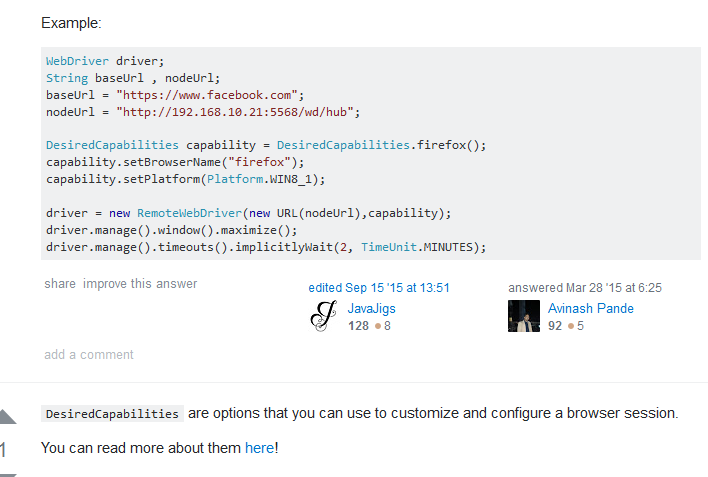 Example:
WebDriver driver;
String baseUrl , nodeUrl;
baseUrl = "https://www.facebook.com";
nodeUrl = "http://192.168.10.21:5568/wd/hub";
DesiredCapabilities capability = DesiredCapabilities.firefox();
capability.setBrowserName("firefox");
capability.setPlatform(Platform.WIN8_1);
driver = new RemoteWebDriver(new URL(nodeUrl),capability);
driver.manage().window().maximize();
driver.manage().timeouts().implicitlyWait(2, TimeUnit.MINUTES);
share improve this answer
edited Sep 15 '15 at 13:51
JavaJigs
128 ●8
answered Mar 28 '15 at 6:25
Avinash Pande
92 ●5
add a comment
DesiredCapabilities are options that you can use to customize and configure a browser session.
1
You can read more about them here!